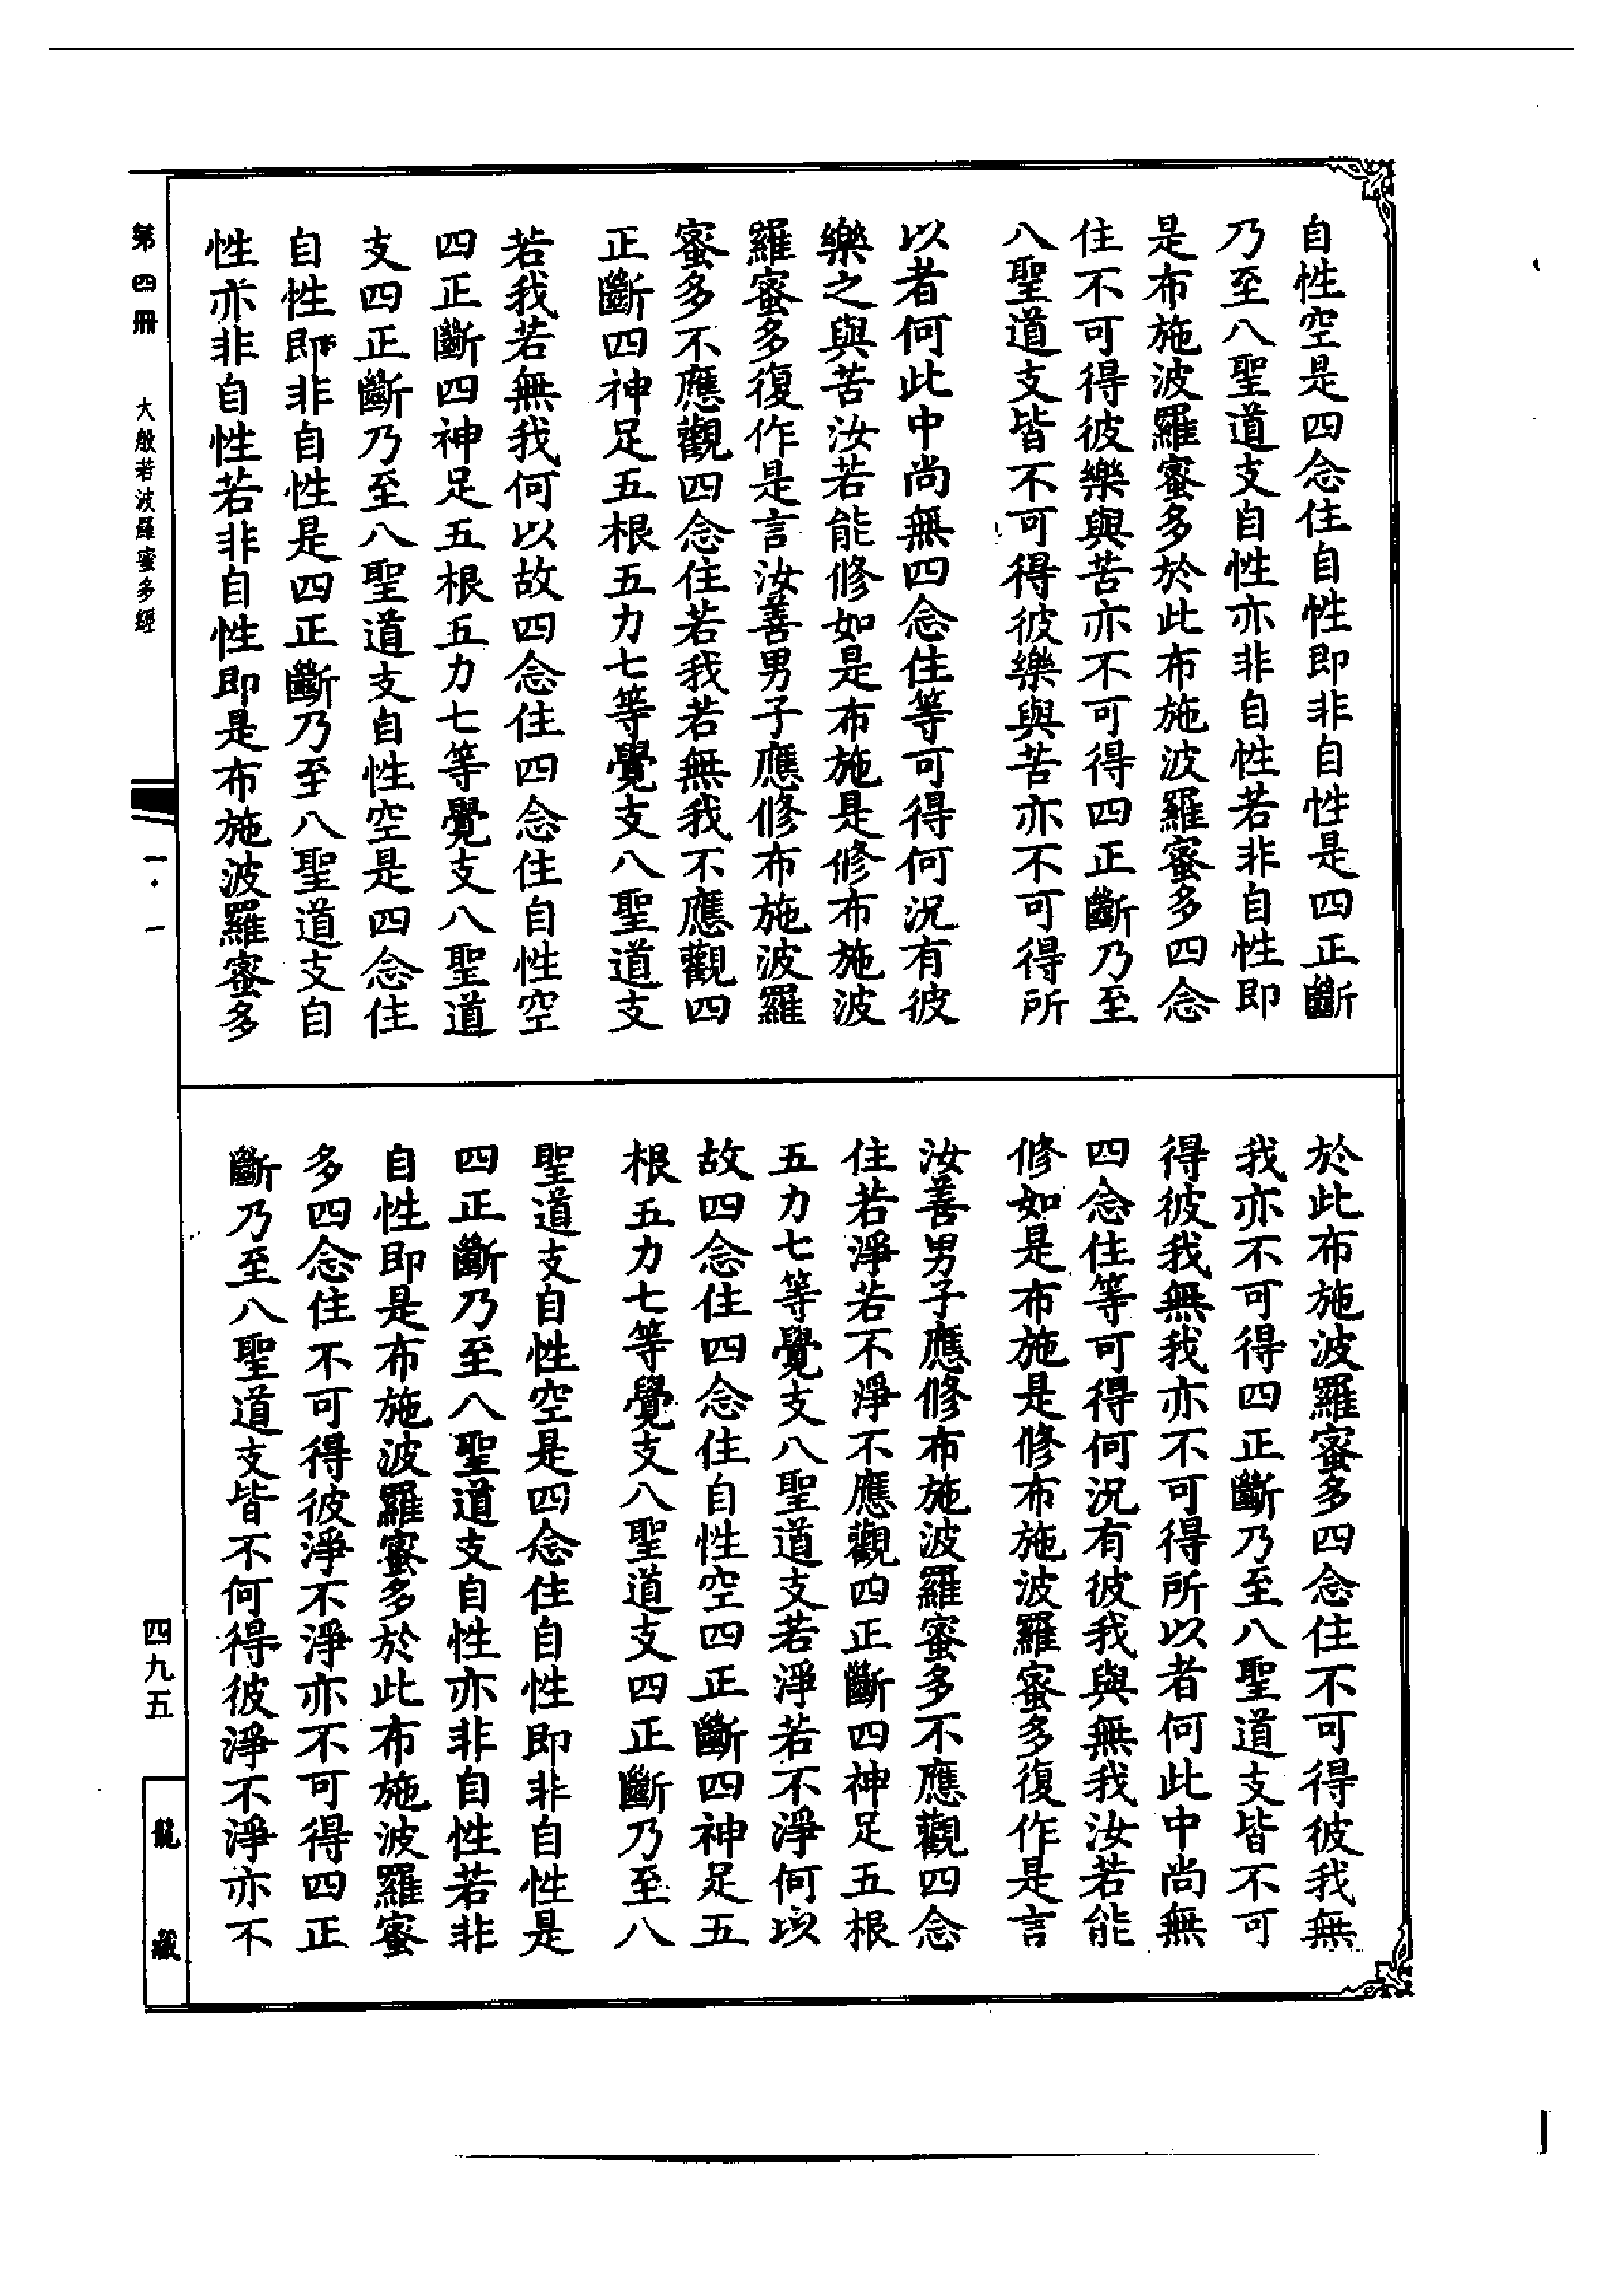 自性空是四念住自性即非自性是四正斷
乃至八聖道支自性亦非自性若非自性即
是布施波羅蜜多於此布施波羅蜜多四念
住不可得彼樂與苦亦不可得四正斷乃至
八聖道支皆不可得彼樂與苦亦不可得所
以者何此中尚無四念住等可得何況有彼
樂之與苦汝若能修如是布施是修布施波
羅蜜多復作是言汝善男子應修布施波羅
蜜多不應觀四念住若我若無我不應觀四
正斷四神足五根五力七等覺支八聖道支
若我若無我何以故四念住四念住自性空
四正斷四神足五根五力七等覺支八聖道
支四正斷乃至八聖道支自性空是四念住
自性即非自性是四正斷乃至八聖道支自
性亦非自性若非自性即是布施波羅蜜多
於此布施波羅蜜多四念住不可得彼我無
我亦不可得四正斷乃至八聖道支皆不可
得彼我無我亦不可得所以者何此中尚無
四念住等可得何況有彼我與無我汝若能
修如是布施是修布施波羅蜜多復作是言
汝善男子應修布施波羅蜜多不應觀四念
住若淨若不淨不應觀四正斷四神足五根
五力七等覺支八聖道支若淨若不淨何以
故四念住四念住自性空四正斷四神足五
根五力七等覺支八聖道支四正斷乃至八
聖道支自性空是四念住自性即非自性是
四正斷乃至八聖道支自性亦非自性若非
自性即是布施波羅蜜多於此布施波羅蜜
多四念住不可得彼淨不淨亦不可得四正
斷乃至八聖道支皆不何得彼淨不淨亦不
第四冊 大般若波羅蜜多經
一·一
四九五
龍藏